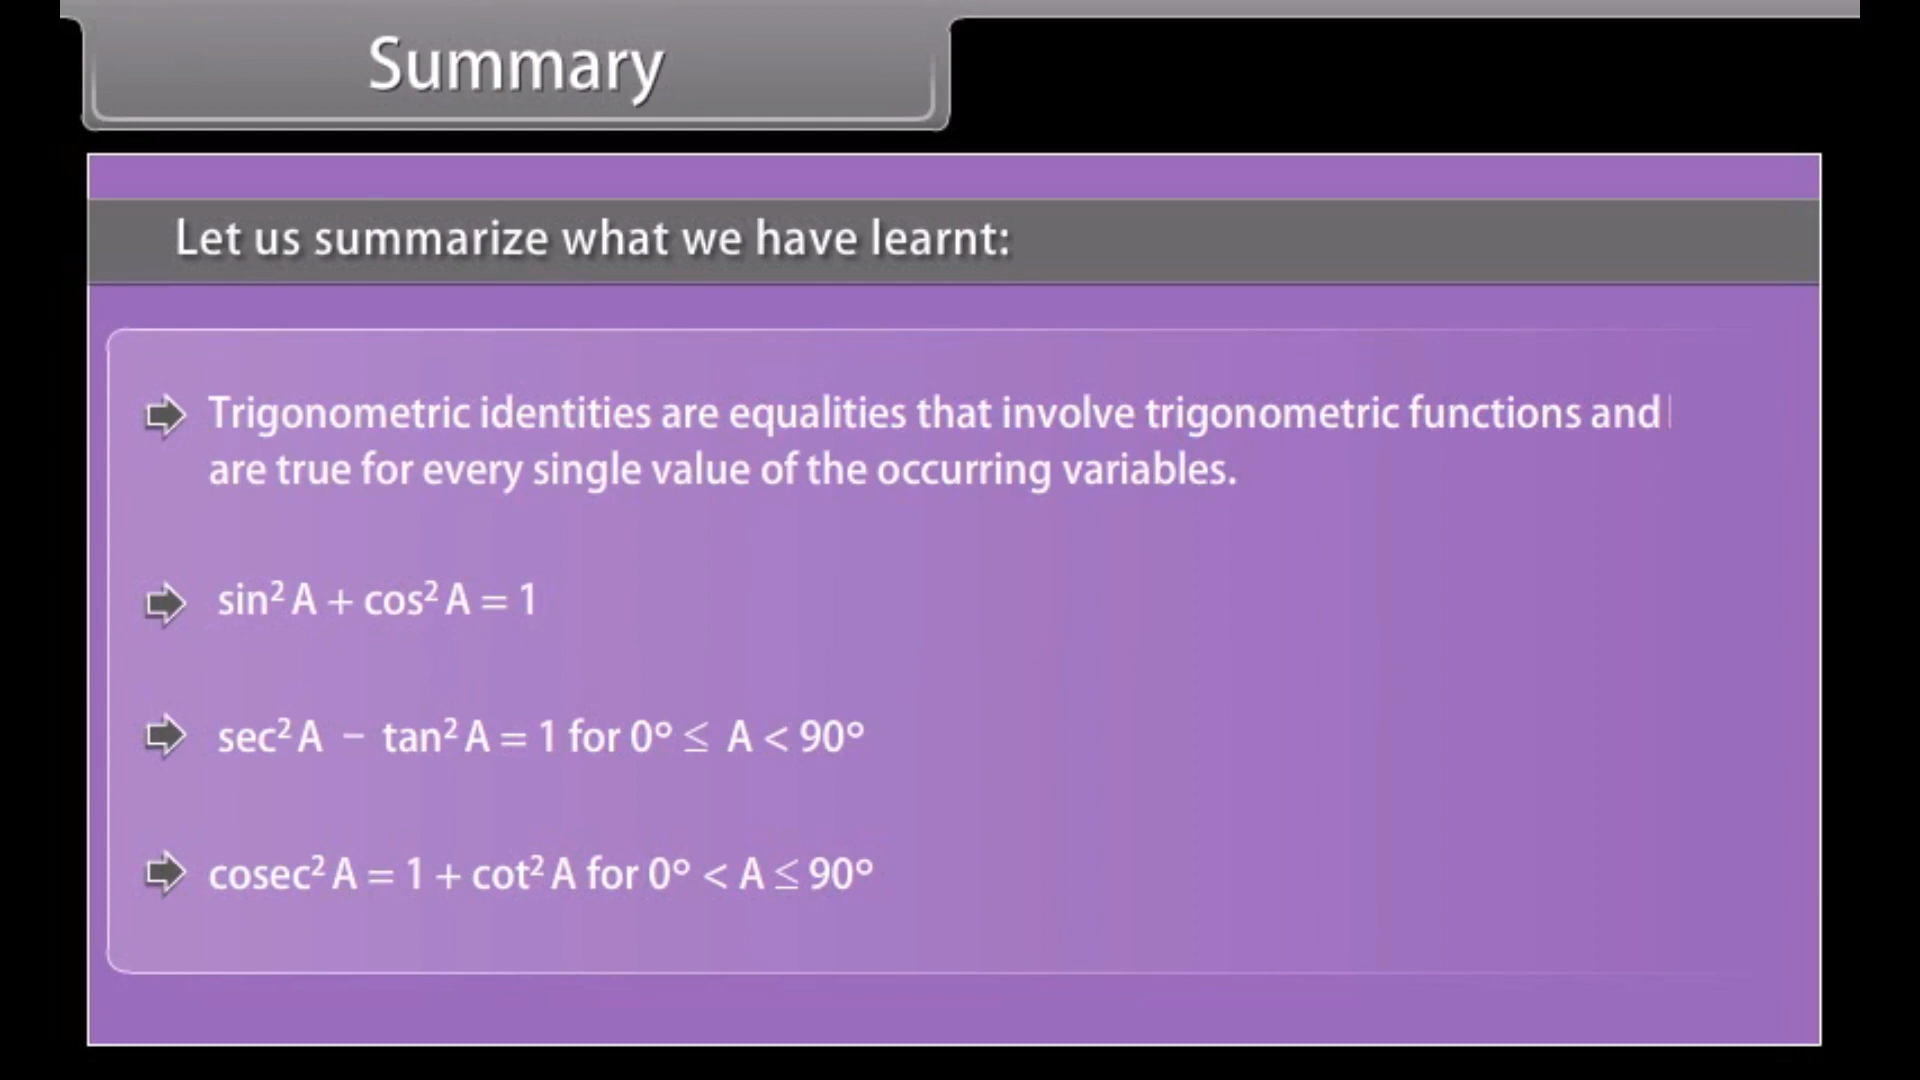 Summary
Let us summarize what we have learnt:
Trigonometric identities are equalities that involve trigonometric functions and
are true for every single value of the occurring variables.
sin² A + cos² A = 1
sec² A − tan² A = 1 for 0° ≤ A < 90°
cosec² A = 1 + cot² A for 0° < A ≤ 90°